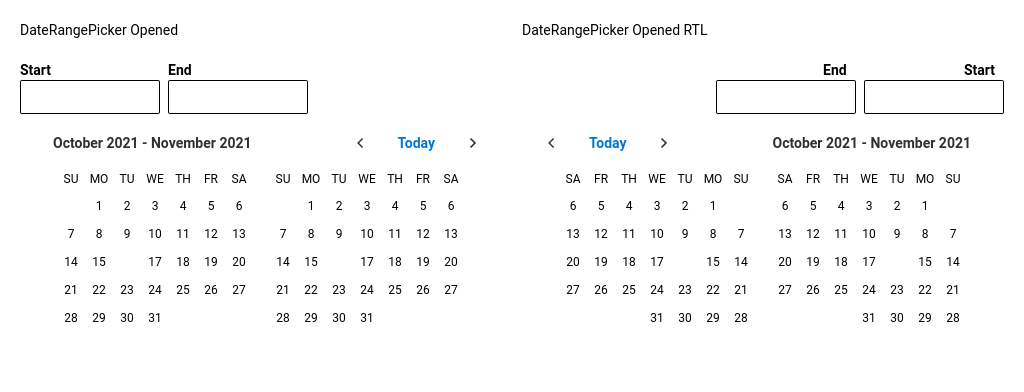 DateRangePicker Opened
Start End
October 2021 - November 2021 Today
SU MO TU WE TH FR SA SU MO TU WE TH FR SA
1 2 3 4 5 6 1 2 3 4 5 6
7 8 9 10 11 12 13 7 8 9 10 11 12 13
14 15 17 18 19 20 14 15 17 18 19 20
21 22 23 24 25 26 27 21 22 23 24 25 26 27
28 29 30 31 28 29 30 31
DateRangePicker Opened RTL
End Start
Today October 2021 - November 2021
SA FR TH WE TU MO SU SA FR TH WE TU MO SU
6 5 4 3 2 1 6 5 4 3 2 1
13 12 11 10 9 8 7 13 12 11 10 9 8 7
20 19 18 17 15 14 20 19 18 17 15 14
27 26 25 24 23 22 21 27 26 25 24 23 22 21
31 30 29 28 31 30 29 28